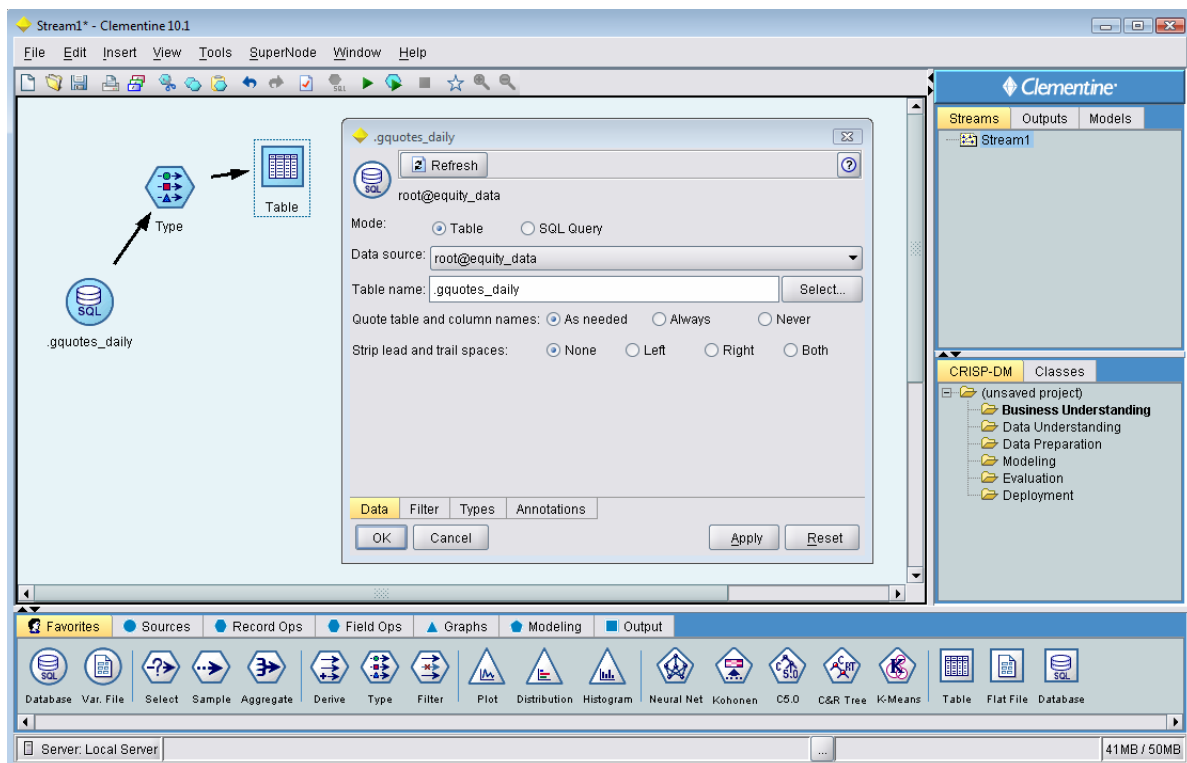 Stream1* - Clementine 10.1
File Edit Insert View Tools SuperNode Window Help
SQL
Clementine
Streams Outputs Models
Stream1
Type
Table
SQL
.gquotes_daily
.gquotes_daily
Refresh
?
SQL
root@equity_data
Mode: Table SQL Query
Data source: root@equity_data
Table name: .gquotes_daily Select...
Quote table and column names: As needed Always Never
Strip lead and trail spaces: None Left Right Both
Data Filter Types Annotations
OK Cancel Apply Reset
CRISP-DM Classes
(unsaved project)
Business Understanding
Data Understanding
Data Preparation
Modeling
Evaluation
Deployment
Favorites Sources Record Ops Field Ops Graphs Modeling Output
SQL ? C5.0 C&RT K SQL
Database Var. File Select Sample Aggregate Derive Type Filter Plot Distribution Histogram Neural Net Kohonen C5.0 C&R Tree K-Means Table Flat File Database
Server: Local Server ... 41MB / 50MB